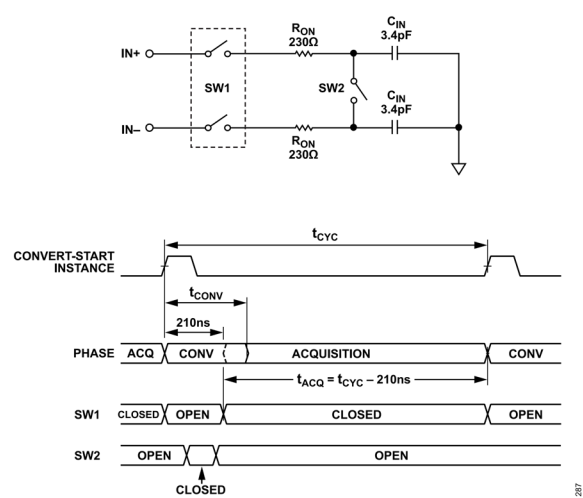 R_ON
230Ω
C_IN
3.4pF
IN+
SW1
SW2
C_IN
3.4pF
IN–
R_ON
230Ω
t_CYC
CONVERT-START
INSTANCE
t_CONV
210ns
PHASE ACQ CONV ACQUISITION CONV
t_ACQ = t_CYC – 210ns
SW1 CLOSED OPEN CLOSED OPEN
SW2 OPEN OPEN
CLOSED
287